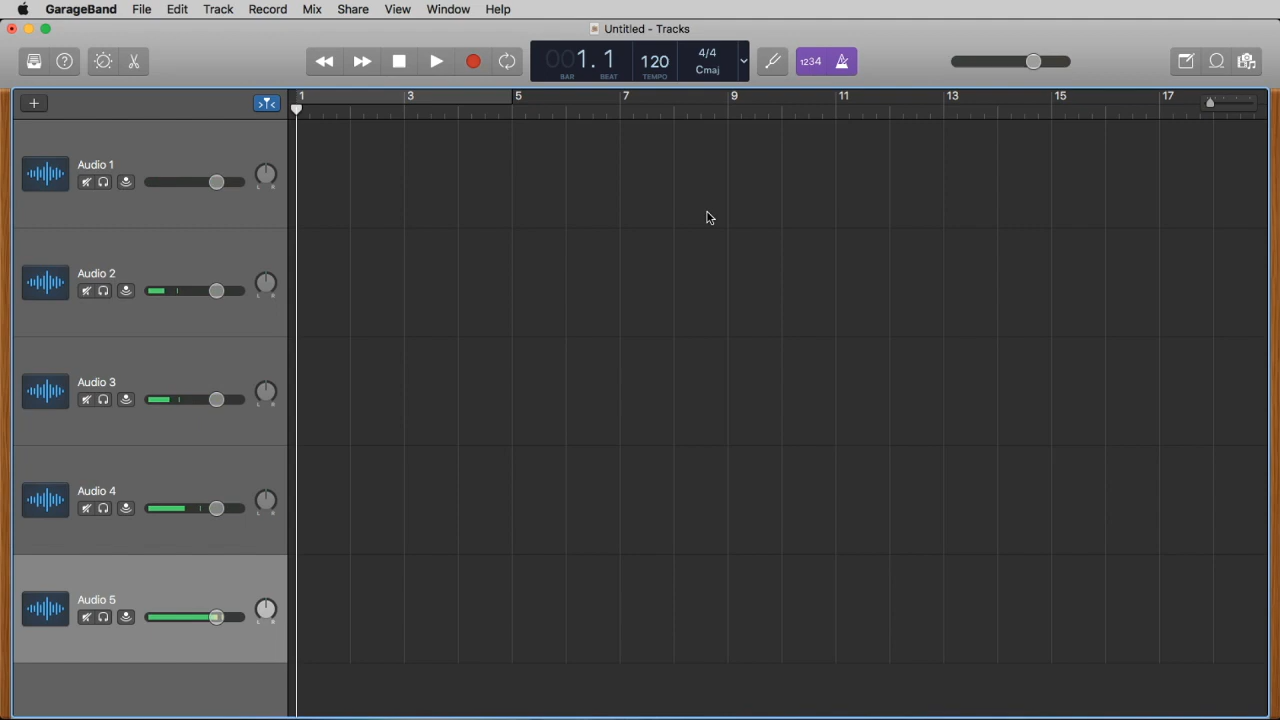 GarageBand File Edit Track Record Mix Share View Window Help
Untitled - Tracks
001. 1 120 4/4 Cmaj
BAR BEAT TEMPO
1234
1 3 5 7 9 11 13 15 17
Audio 1
L R
Audio 2
L R
Audio 3
L R
Audio 4
L R
Audio 5
L R